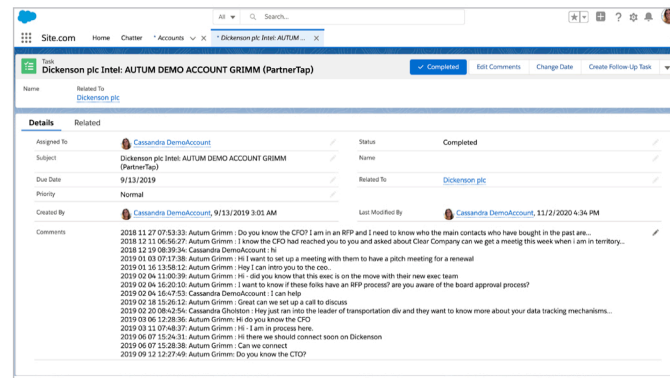 All
Search...
Site.com
Home
Chatter
* Accounts
* Dickenson plc Intel: AUTUM ...
Task
Dickenson plc Intel: AUTUM DEMO ACCOUNT GRIMM (PartnerTap)
Completed
Edit Comments
Change Date
Create Follow-Up Task
Name
Related To
Dickenson plc
Details
Related
Assigned To
Cassandra DemoAccount
Status
Completed
Subject
Dickenson plc Intel: AUTUM DEMO ACCOUNT GRIMM
(PartnerTap)
Name
Due Date
9/13/2019
Related To
Dickenson plc
Priority
Normal
Created By
Cassandra DemoAccount, 9/13/2019 3:01 AM
Last Modified By
Cassandra DemoAccount, 11/2/2020 4:34 PM
Comments
2018 11 27 07:53:33: Autum Grimm : Do you know the CFO? I am in an RFP and I need to know who the main contacts who have bought in the past are...
2018 12 11 06:56:27: Autum Grimm : I know the CFO had reached you to you and asked about Clear Company can we get a meetig this week when i am in territory...
2018 12 19 08:39:34: Cassandra DemoAccount : hi
2019 01 03 07:17:38: Autum Grimm : Hi I want to set up a meeting with them to have a pitch meeting for a renewal
2019 01 16 13:58:12: Autum Grimm : Hey I can intro you to the ceo..
2019 02 04 11:00:39: Autum Grimm : Hi - did you know that this exec is on the move with their new exec team
2019 02 04 16:20:10: Autum Grimm : I want to know if these folks have an RFP process? are you aware of the board approval process?
2019 02 04 16:47:53: Cassandra DemoAccount : I can help
2019 02 18 15:26:12: Autum Grimm : Great can we set up a call to discuss
2019 02 20 08:42:54: Cassandra Gholston : Hey just ran into the leader of transportation div and they want to know more about your data tracking mechanisms...
2019 03 06 12:28:36: Autum Grimm: Hi do you know the CFO
2019 03 11 07:48:37: Autum Grimm : Hi - I am in process here.
2019 06 07 15:24:31: Autum Grimm : Hi there we should connect soon on Dickenson
2019 06 07 15:28:38: Autum Grimm : Can we connect
2019 09 12 12:27:49: Autum Grimm: Do you know the CTO?